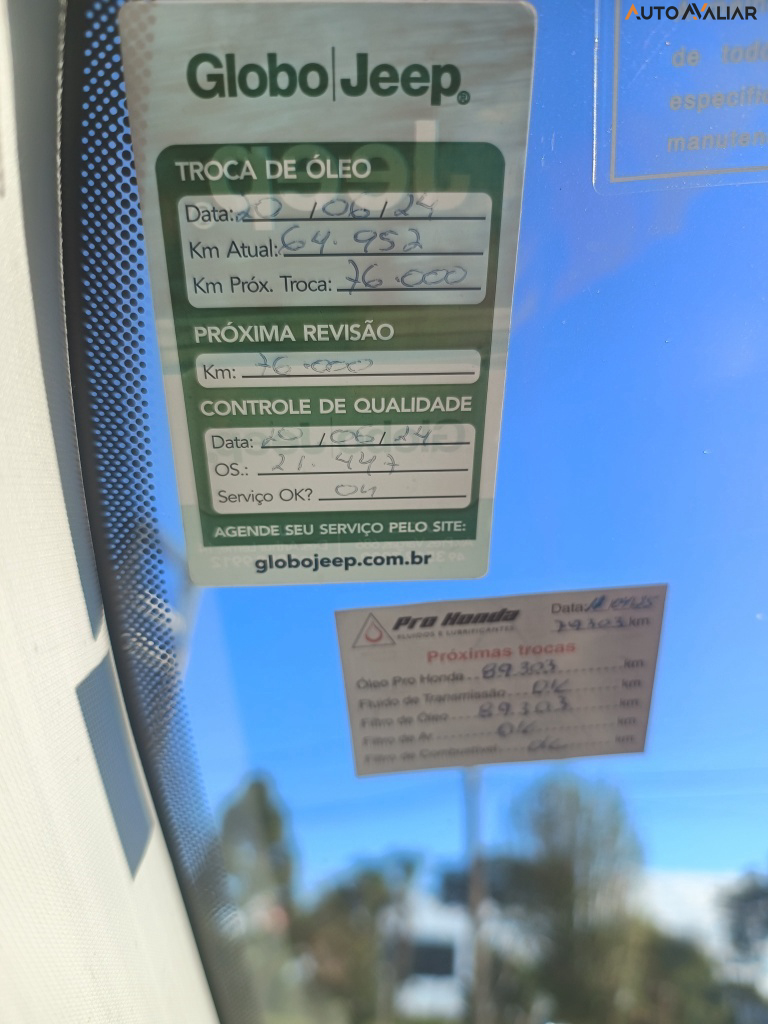 AUTOAVALIAR
Globo|Jeep®
TROCA DE ÓLEO
Data: 20/06/24
Km Atual: 64.952
Km Próx. Troca: 76.000
PRÓXIMA REVISÃO
Km: 76.000
CONTROLE DE QUALIDADE
Data: 20/06/24
OS.: 21.447
Serviço OK?
AGENDE SEU SERVIÇO PELO SITE:
globojeep.com.br
de todo
manuten
Pro Honda
FLUIDOS E LUBRIFICANTES
Data
79303 km
Próximas trocas
Óleo Pro Honda .. 89303 ........ km
Fluido de Transmissão ... OK ........ km
Filtro de Óleo .... 89303 ........ km
Filtro de Ar ........ OK ........ km
Filtro de Combustível ..... OK ........ km